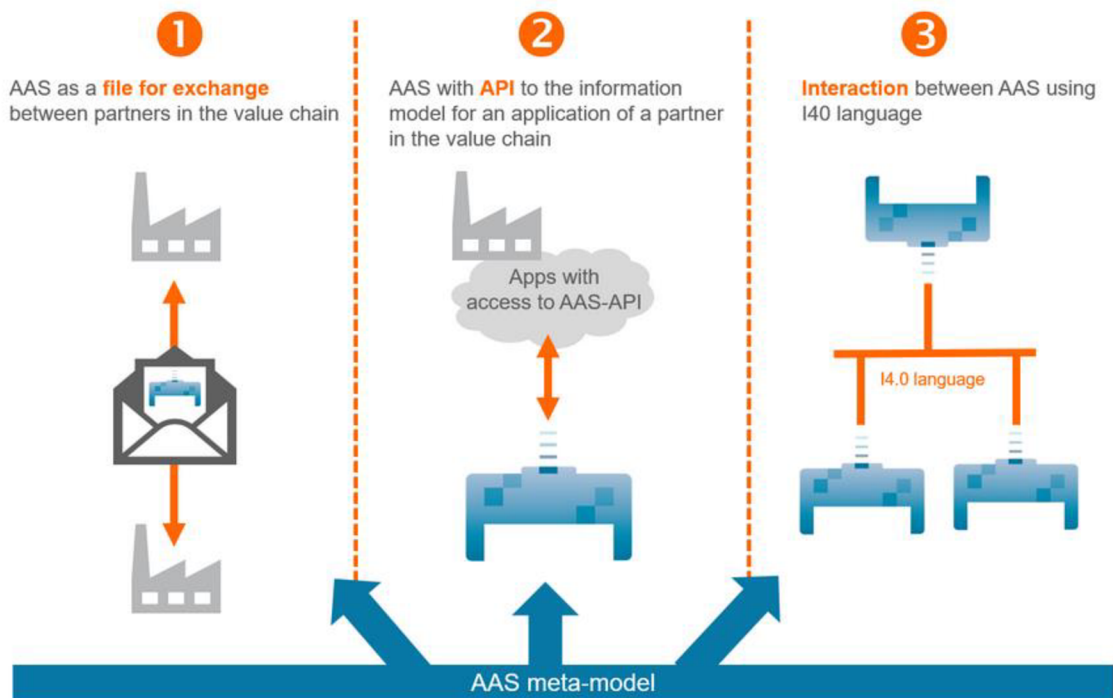 1
AAS as a file for exchange
between partners in the value chain
2
AAS with API to the information
model for an application of a partner
in the value chain
Apps with
access to AAS-API
3
Interaction between AAS using
I40 language
I4.0 language
AAS meta-model